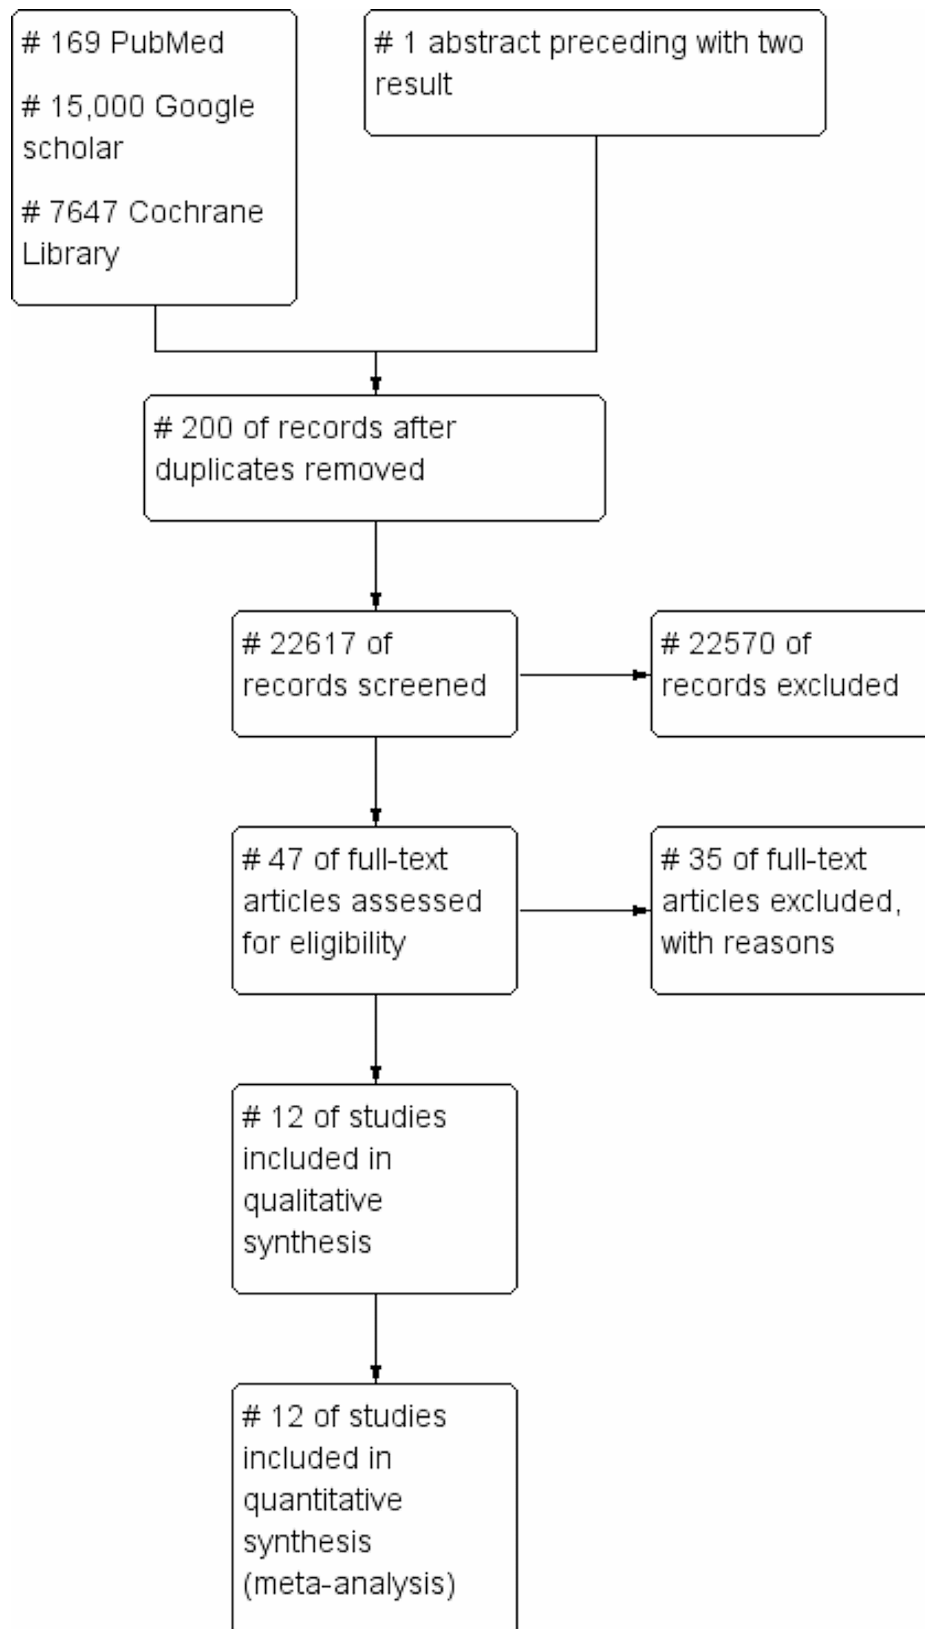 # 169 PubMed
# 15,000 Google
scholar
# 7647 Cochrane
Library
# 1 abstract preceding with two
result
# 200 of records after
duplicates removed
# 22617 of
records screened
# 22570 of
records excluded
# 47 of full-text
articles assessed
for eligibility
# 35 of full-text
articles excluded,
with reasons
# 12 of studies
included in
qualitative
synthesis
# 12 of studies
included in
quantitative
synthesis
(meta-analysis)